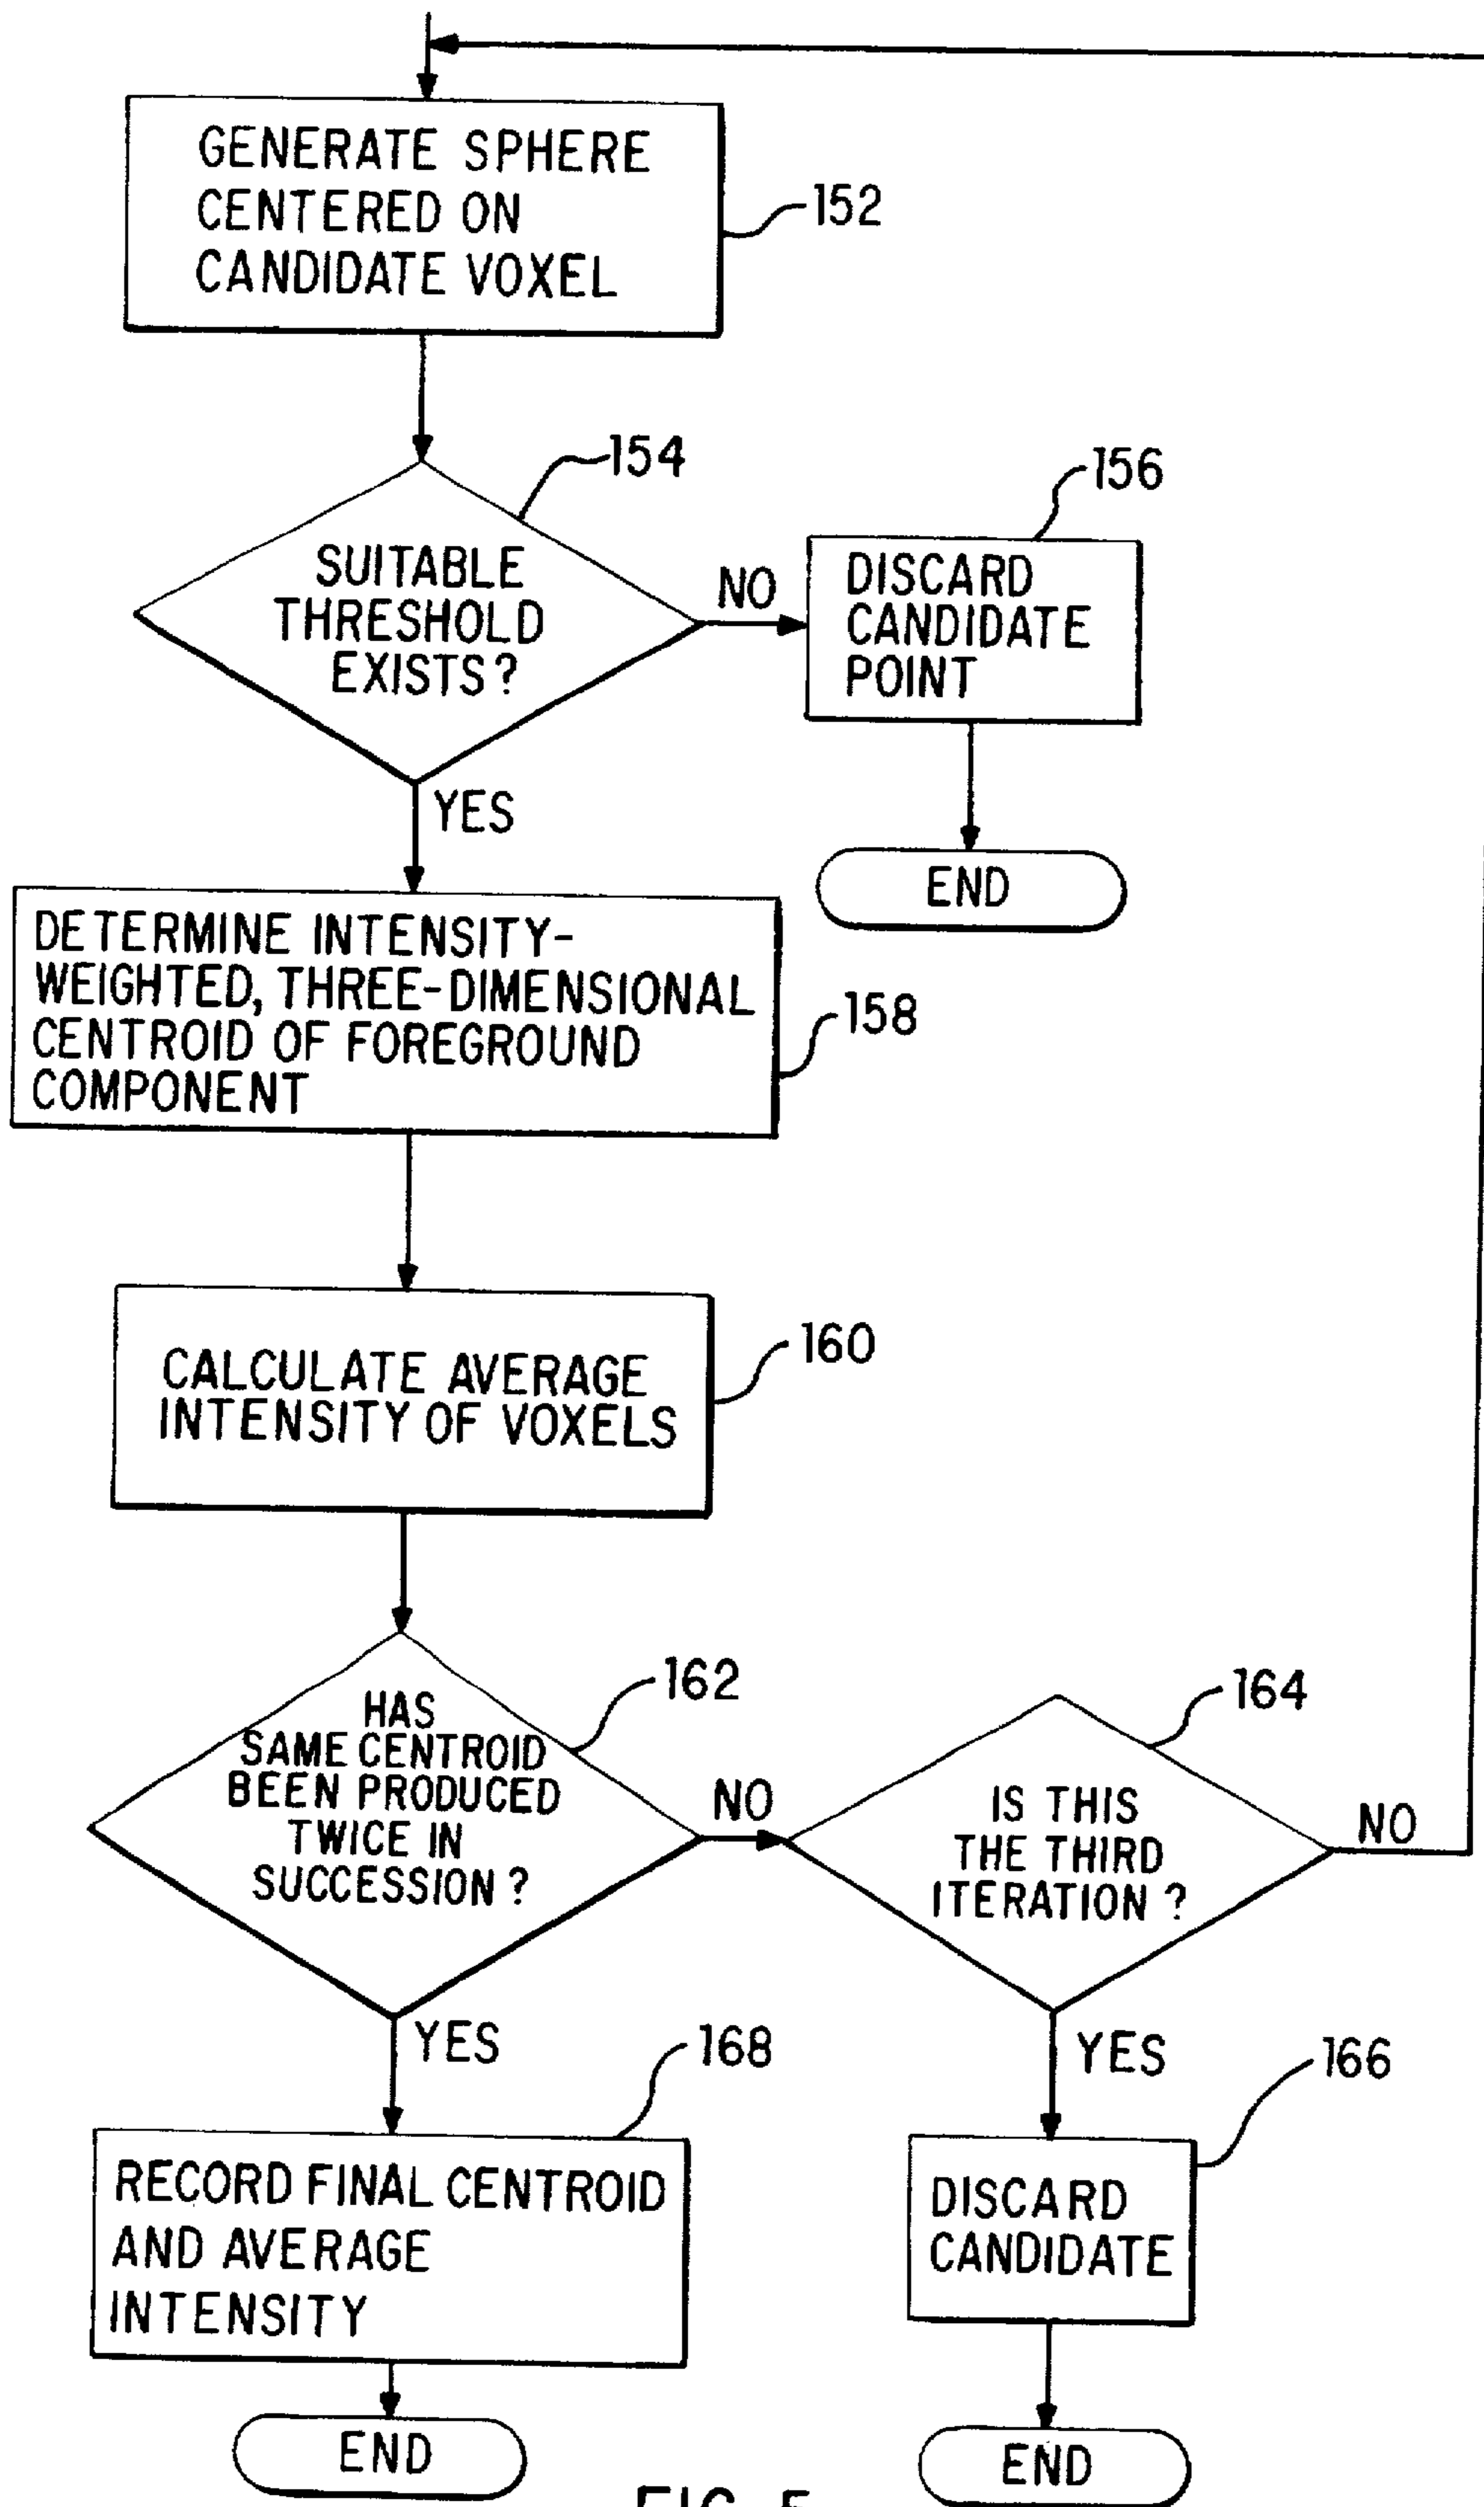 GENERATE SPHERE
CENTERED ON
CANDIDATE VOXEL
152
154
SUITABLE
THRESHOLD
EXISTS?
NO
156
DISCARD
CANDIDATE
POINT
YES
END
DETERMINE INTENSITY-
WEIGHTED, THREE-DIMENSIONAL
CENTROID OF FOREGROUND
COMPONENT
158
CALCULATE AVERAGE
INTENSITY OF VOXELS
160
HAS
SAME CENTROID
BEEN PRODUCED
TWICE IN
SUCCESSION ?
162
NO
164
IS THIS
THE THIRD
ITERATION ?
NO
YES
168
YES
166
RECORD FINAL CENTROID
AND AVERAGE
INTENSITY
DISCARD
CANDIDATE
END
END
FIG. 5